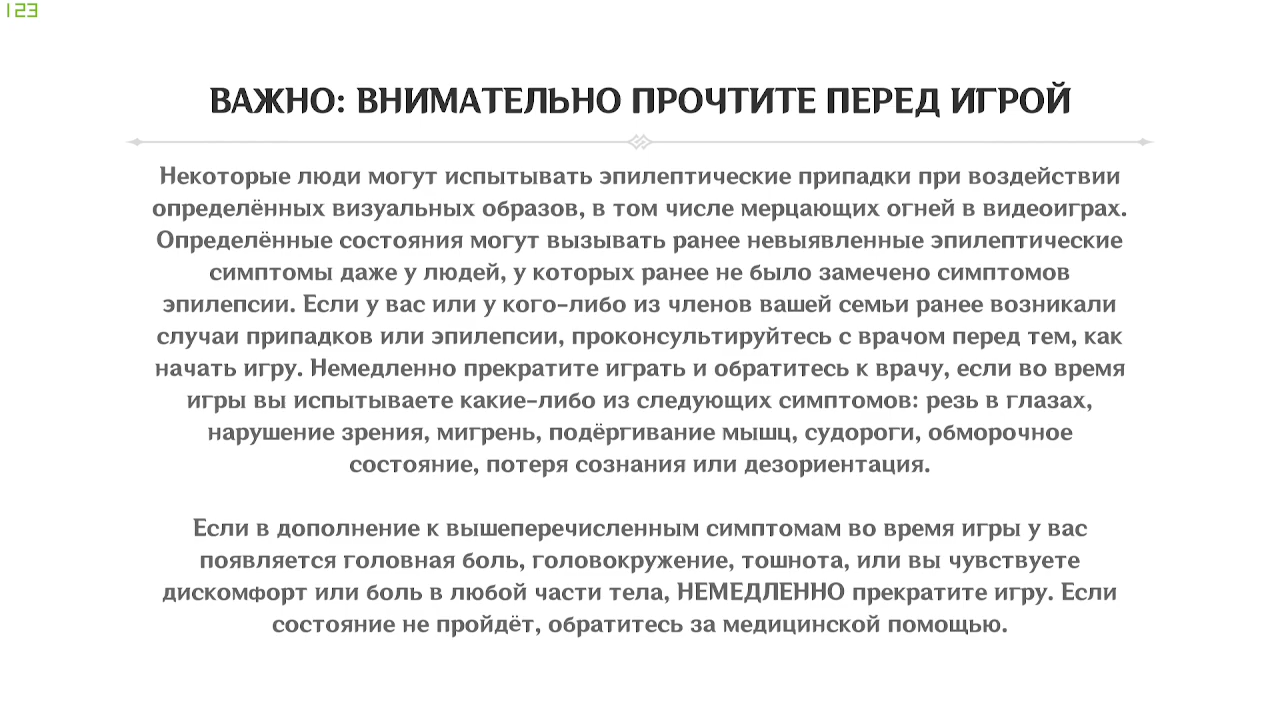 123
ВАЖНО: ВНИМАТЕЛЬНО ПРОЧТИТЕ ПЕРЕД ИГРОЙ
Некоторые люди могут испытывать эпилептические припадки при воздействии
определённых визуальных образов, в том числе мерцающих огней в видеоиграх.
Определённые состояния могут вызывать ранее невыявленные эпилептические
симптомы даже у людей, у которых ранее не было замечено симптомов
эпилепсии. Если у вас или у кого-либо из членов вашей семьи ранее возникали
случаи припадков или эпилепсии, проконсультируйтесь с врачом перед тем, как
начать игру. Немедленно прекратите играть и обратитесь к врачу, если во время
игры вы испытываете какие-либо из следующих симптомов: резь в глазах,
нарушение зрения, мигрень, подёргивание мышц, судороги, обморочное
состояние, потеря сознания или дезориентация.
Если в дополнение к вышеперечисленным симптомам во время игры у вас
появляется головная боль, головокружение, тошнота, или вы чувствуете
дискомфорт или боль в любой части тела, НЕМЕДЛЕННО прекратите игру. Если
состояние не пройдёт, обратитесь за медицинской помощью.